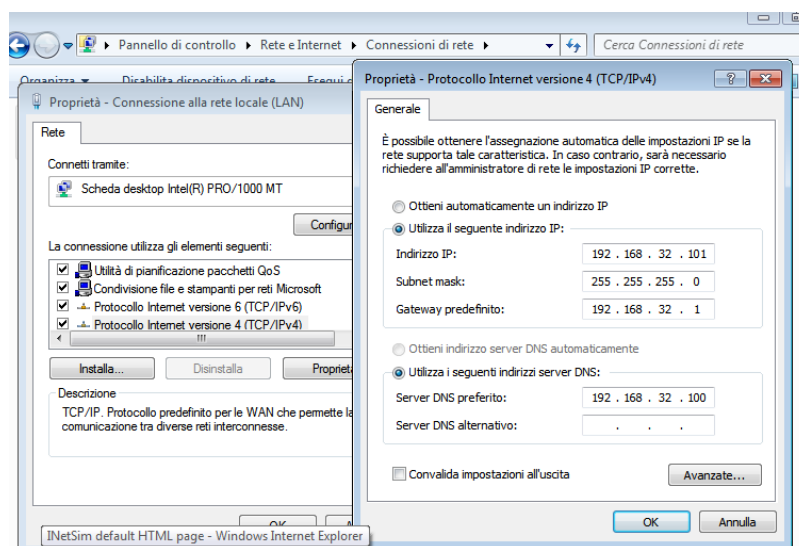 Pannello di controllo ▸ Rete e Internet ▸ Connessioni di rete ▸
Cerca Connessioni di rete
Organizza Disabilita dispositivo di rete Esegui
Proprietà - Connessione alla rete locale (LAN)
Rete
Connetti tramite:
Scheda desktop Intel(R) PRO/1000 MT
Configur
La connessione utilizza gli elementi seguenti:
Utilità di pianificazione pacchetti QoS
Condivisione file e stampanti per reti Microsoft
Protocollo Internet versione 6 (TCP/IPv6)
Protocollo Internet versione 4 (TCP/IPv4)
Installa...
Disinstalla
Propriet
Descrizione
TCP/IP. Protocollo predefinito per le WAN che permette la
comunicazione tra diverse reti interconnesse.
OK
INetSim default HTML page - Windows Internet Explorer
Proprietà - Protocollo Internet versione 4 (TCP/IPv4)
Generale
È possibile ottenere l'assegnazione automatica delle impostazioni IP se la
rete supporta tale caratteristica. In caso contrario, sarà necessario
richiedere all'amministratore di rete le impostazioni IP corrette.
Ottieni automaticamente un indirizzo IP
Utilizza il seguente indirizzo IP:
Indirizzo IP: 192 . 168 . 32 . 101
Subnet mask: 255 . 255 . 255 . 0
Gateway predefinito: 192 . 168 . 32 . 1
Ottieni indirizzo server DNS automaticamente
Utilizza i seguenti indirizzi server DNS:
Server DNS preferito: 192 . 168 . 32 . 100
Server DNS alternativo: . . .
Convalida impostazioni all'uscita
Avanzate...
OK
Annulla